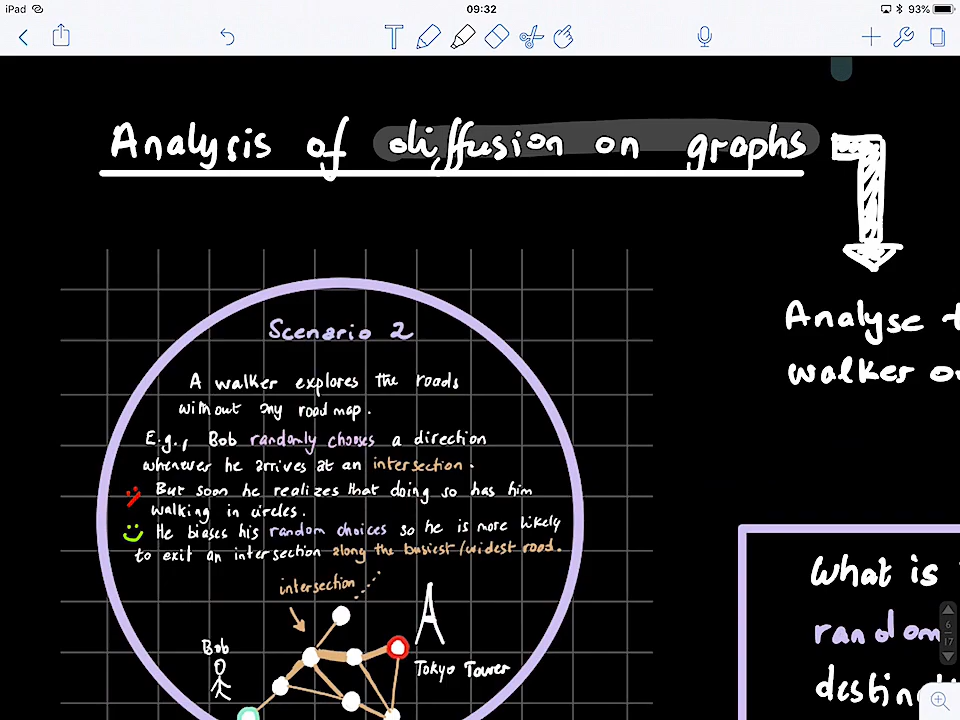 iPad
09:32
93%
T
Analysis of diffusion on graphs
Analyse
walker
Scenario 2
A walker explores the roads
without any road map.
E.g., Bob randomly chooses a direction
whenever he arrives at an intersection.
But soon he realizes that doing so has him
walking in circles.
He biases his random choices so he is more likely
to exit an intersection along the busiest/widest road.
intersection
Bob
Tokyo Tower
What is
random
6
17